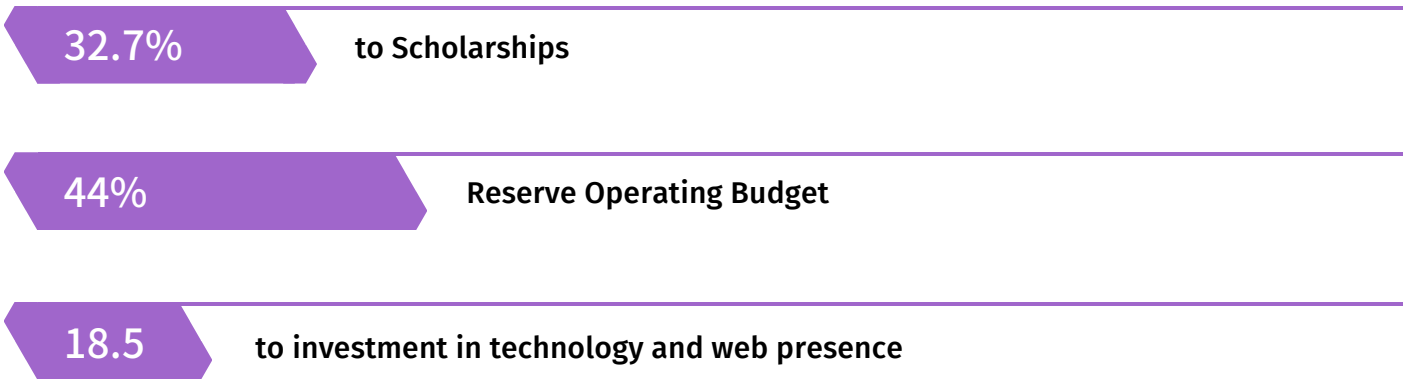 32.7% to Scholarships
44% Reserve Operating Budget
18.5 to investment in technology and web presence